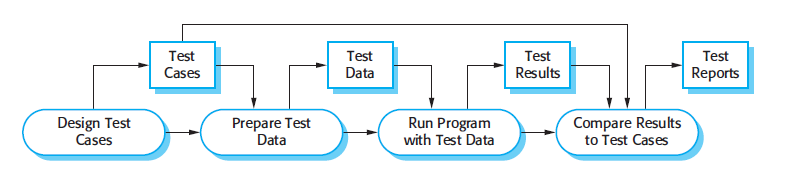 Test
Cases
Test
Data
Test
Results
Test
Reports
Design Test
Cases
Prepare Test
Data
Run Program
with Test Data
Compare Results
to Test Cases